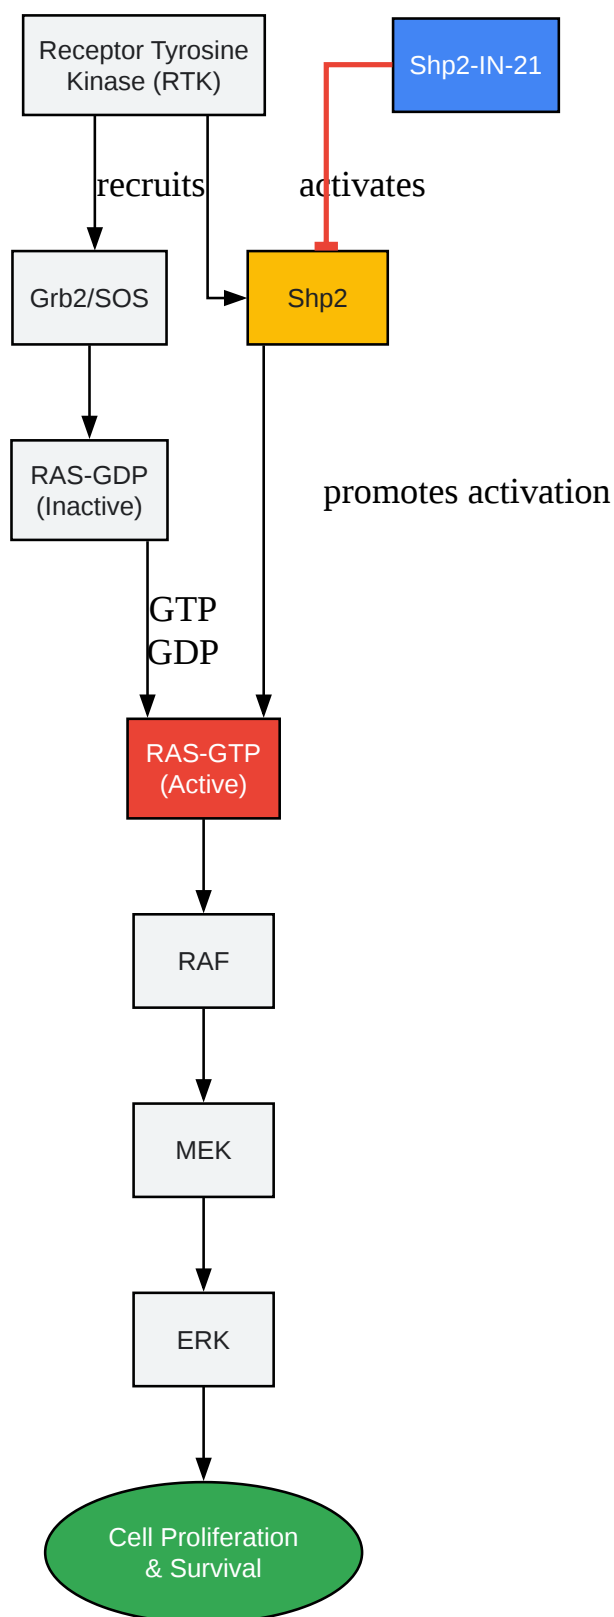 Receptor Tyrosine
Kinase (RTK)
Shp2-IN-21
recruits
activates
Grb2/SOS
Shp2
RAS-GDP
(Inactive)
promotes activation
GTP
GDP
RAS-GTP
(Active)
RAF
MEK
ERK
Cell Proliferation
& Survival